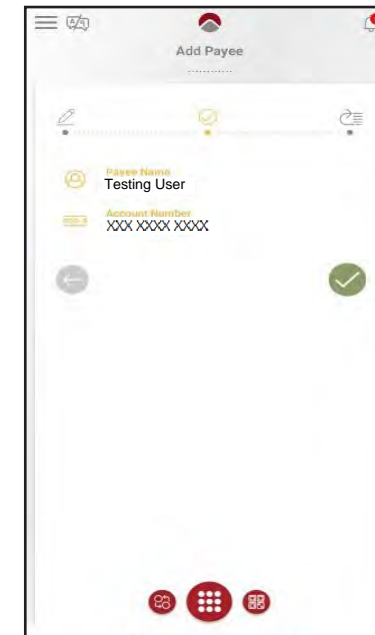 Add Payee
Payee Name
Testing User
Account Number
XXX XXXX XXXX